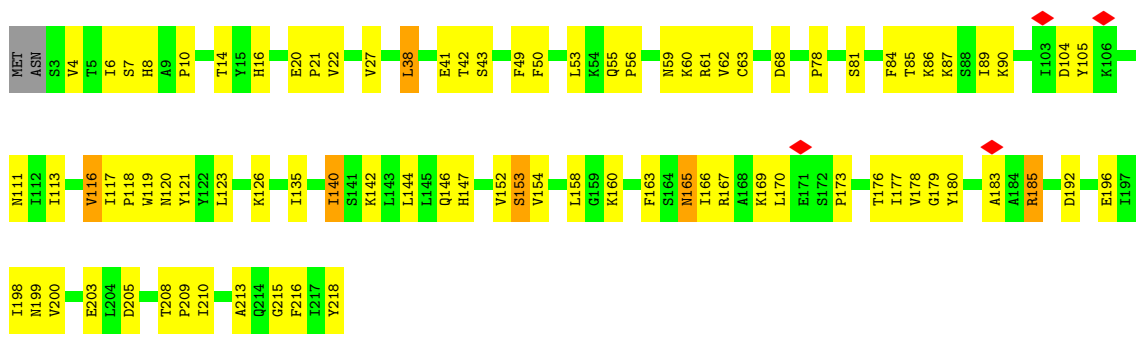 MET ASN S3 V4 T5 I6 S7 H8 A9 P10 T14 Y15 H16 E20 P21 V22 V27 L38 E41 T42 S43 F49 F50 L53 K54 Q55 P56 N59 K60 R61 V62 C63 D68 P78 S81 F84 T85 K86 K87 S88 I89 K90 I103 D104 Y105 K106
N111 I112 I113 V116 I117 P118 W119 N120 Y121 Y122 L123 K126 I135 I140 S141 K142 L143 L144 L145 Q146 H147 V152 S153 V154 L158 G159 K160 F163 S164 N165 I166 R167 A168 K169 L170 E171 S172 P173 T176 I177 V178 G179 Y180 A183 A184 R185 D192 E196 I197
I198 N199 V200 E203 L204 D205 T208 P209 I210 A213 Q214 G215 F216 I217 Y218